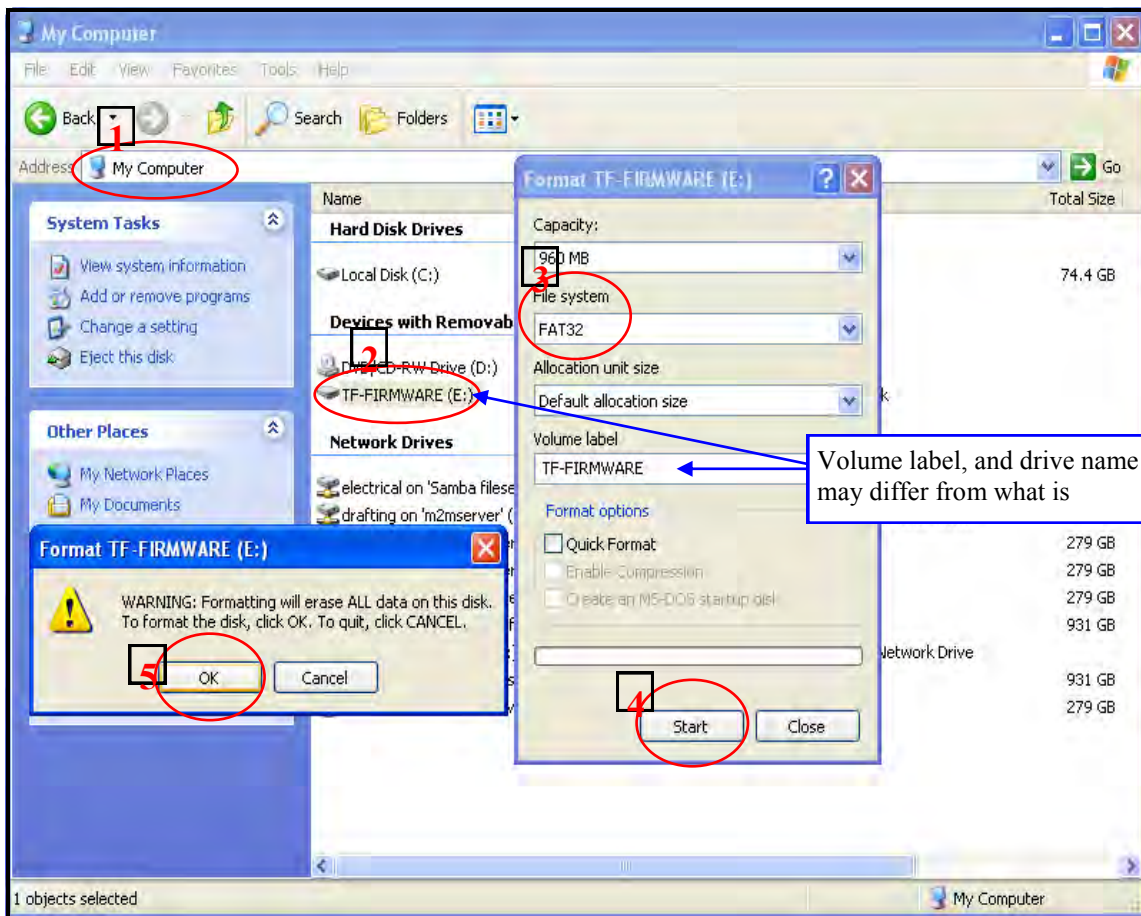 My Computer
File Edit View Favorites Tools Help
Back Search Folders
1
Address My Computer Go
Name Total Size
System Tasks
View system information
Add or remove programs
Change a setting
Eject this disk
Other Places
My Network Places
My Documents
Hard Disk Drives
Local Disk (C:) 74.4 GB
Devices with Removab
2
DVD/CD-RW Drive (D:)
TF-FIRMWARE (E:)
k
Network Drives
electrical on 'Samba filese
drafting on 'm2mserver' (
279 GB
279 GB
279 GB
931 GB
Network Drive
931 GB
279 GB
Format TF-FIRMWARE (E:)
Capacity:
960 MB
3
File system
FAT32
Allocation unit size
Default allocation size
Volume label
TF-FIRMWARE
Format options
Quick Format
Enable Compression
Create an MS-DOS startup disk
4
Start Close
Volume label, and drive name
may differ from what is
Format TF-FIRMWARE (E:)
WARNING: Formatting will erase ALL data on this disk.
To format the disk, click OK. To quit, click CANCEL.
5
OK Cancel
1 objects selected My Computer